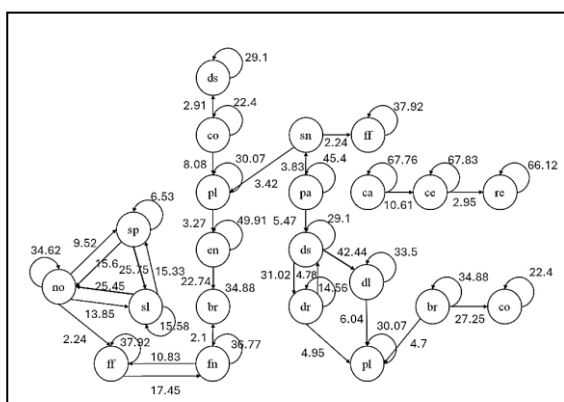 29.1
ds
2.91
22.4
37.92
co
sn
ff
2.24
8.08
30.07
3.83
45.4
67.76
67.83
66.12
pl
3.42
pa
ca
ce
re
10.61
2.95
6.53
3.27
49.91
5.47
29.1
sp
34.62
9.52
en
ds
42.44
33.5
15.6
25.75
15.33
no
25.45
22.74
34.88
31.02
4.78
dl
34.88
22.4
13.85
sl
br
dr
14.56
br
co
27.25
15.58
6.04
30.07
2.24
37.92
2.1
36.77
4.95
4.7
ff
10.83
fn
pl
17.45